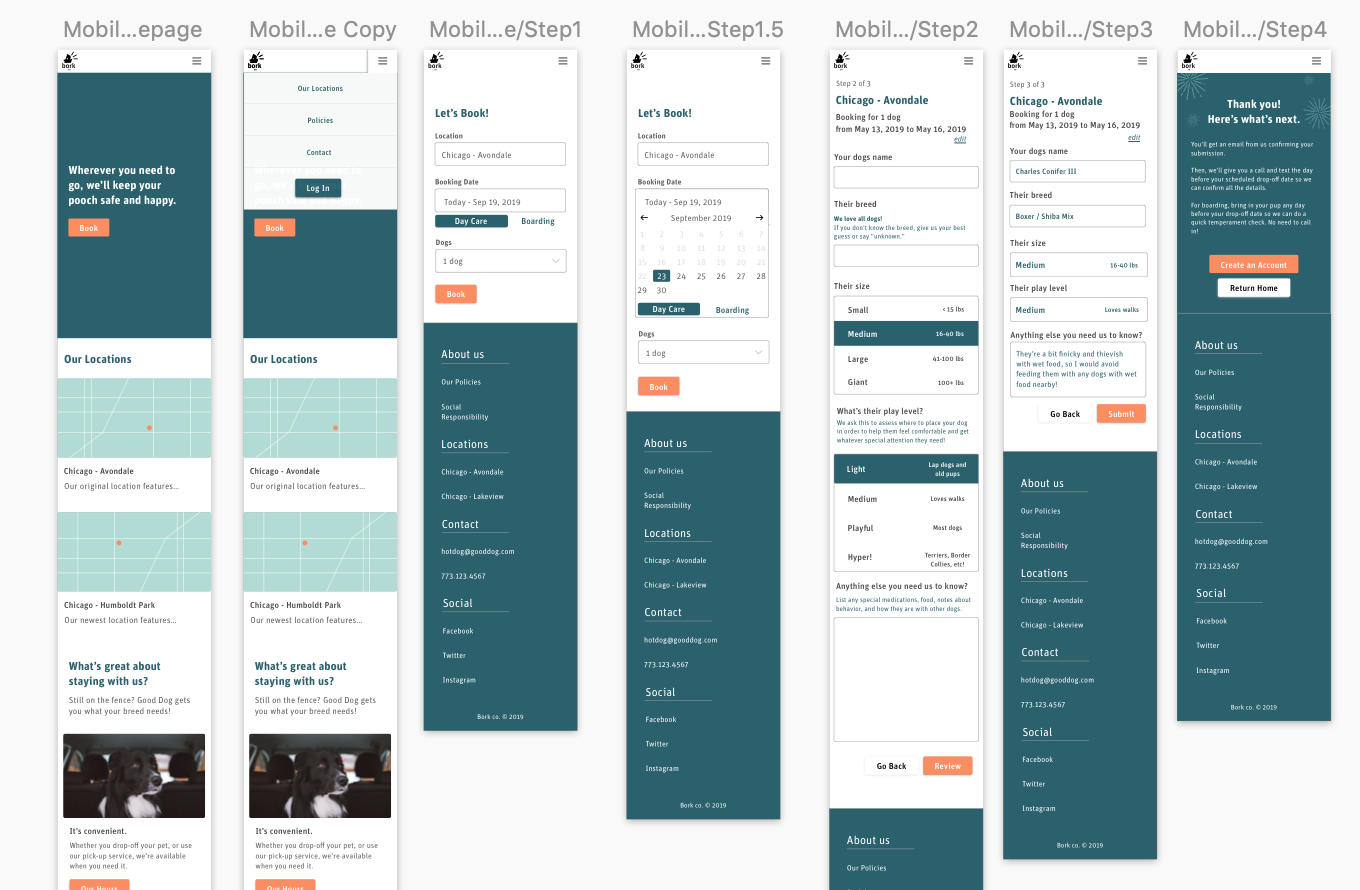 Mobil...epage
bork
Wherever you need to
go, we'll keep your
pooch safe and happy.
Book
Our Locations
Chicago - Avondale
Our original location features...
Chicago - Humboldt Park
Our newest location features...
What's great about
staying with us?
Still on the fence? Good Dog gets
you what your breed needs!
It's convenient.
Whether you drop-off your pet, or use
our pick-up service, we're available
when you need it.
Our Hours
Mobil...e Copy
bork
Our Locations
Policies
Contact
Log In
Book
Our Locations
Chicago - Avondale
Our original location features...
Chicago - Humboldt Park
Our newest location features...
What's great about
staying with us?
Still on the fence? Good Dog gets
you what your breed needs!
It's convenient.
Whether you drop-off your pet, or use
our pick-up service, we're available
when you need it.
Our Hours
Mobil...e/Step1
bork
Let's Book!
Location
Chicago - Avondale
Booking Date
Today - Sep 19, 2019
Day Care Boarding
Dogs
1 dog
Book
About us
Our Policies
Social
Responsibility
Locations
Chicago - Avondale
Chicago - Lakeview
Contact
hotdog@gooddog.com
773.123.4567
Social
Facebook
Twitter
Instagram
Bork co. © 2019
Mobil...Step1.5
bork
Let's Book!
Location
Chicago - Avondale
Booking Date
Today - Sep 19, 2019
September 2019
1 2 3 4 5 6 7
8 9 10 11 12 13 14
15 16 17 18 19 20 21
22 23 24 25 26 27 28
29 30
Day Care Boarding
Dogs
1 dog
Book
About us
Our Policies
Social
Responsibility
Locations
Chicago - Avondale
Chicago - Lakeview
Contact
hotdog@gooddog.com
773.123.4567
Social
Facebook
Twitter
Instagram
Bork co. © 2019
Mobil.../Step2
bork
Step 2 of 3
Chicago - Avondale
Booking for 1 dog
from May 13, 2019 to May 16, 2019
edit
Your dogs name
Their breed
We love all dogs!
If you don't know the breed, give us your best
guess or say "unknown."
Their size
Small < 15 lbs
Medium 16-40 lbs
Large 41-100 lbs
Giant 100+ lbs
What's their play level?
We ask this to assess where to place your dog
in order to help them feel comfortable and get
whatever special attention they need!
Light Lap dogs and
old pups
Medium Loves walks
Playful Most dogs
Hyper! Terriers, Border
Collies, etc!
Anything else you need us to know?
List any special medications, food, notes about
behavior, and how they are with other dogs.
Go Back Review
About us
Our Policies
Mobil.../Step3
bork
Step 3 of 3
Chicago - Avondale
Booking for 1 dog
from May 13, 2019 to May 16, 2019
edit
Your dogs name
Charles Conifer III
Their breed
Boxer / Shiba Mix
Their size
Medium 16-40 lbs
Their play level
Medium Loves walks
Anything else you need us to know?
They're a bit finicky and thievish
with wet food, so I would avoid
feeding them with any dogs with wet
food nearby!
Go Back Submit
About us
Our Policies
Social
Responsibility
Locations
Chicago - Avondale
Chicago - Lakeview
Contact
hotdog@gooddog.com
773.123.4567
Social
Facebook
Twitter
Instagram
Bork co. © 2019
Mobil.../Step4
bork
Thank you!
Here's what's next.
You'll get an email from us confirming your
submission.
Then, we'll give you a call and text the day
before your scheduled drop-off date so we
can confirm all the details.
For boarding, bring in your pup any day
before your drop-off date so we can do a
quick temperament check. No need to call
in!
Create an Account
Return Home
About us
Our Policies
Social
Responsibility
Locations
Chicago - Avondale
Chicago - Lakeview
Contact
hotdog@gooddog.com
773.123.4567
Social
Facebook
Twitter
Instagram
Bork co. © 2019